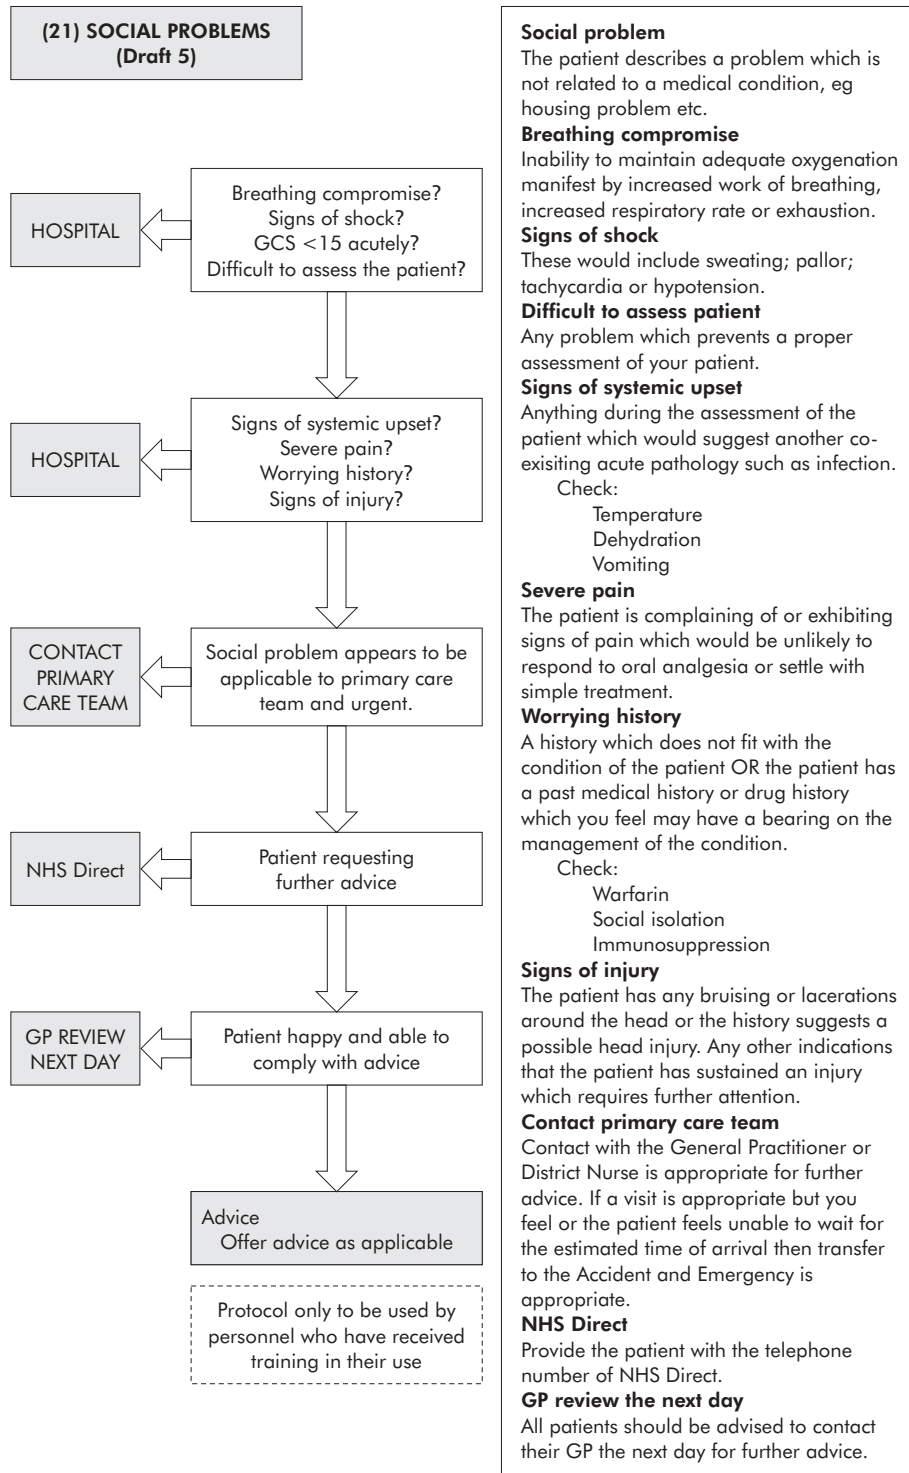 (21) SOCIAL PROBLEMS
(Draft 5)
HOSPITAL
Breathing compromise?
Signs of shock?
GCS <15 acutely?
Difficult to assess the patient?
HOSPITAL
Signs of systemic upset?
Severe pain?
Worrying history?
Signs of injury?
CONTACT
PRIMARY
CARE TEAM
Social problem appears to be
applicable to primary care
team and urgent.
NHS Direct
Patient requesting
further advice
GP REVIEW
NEXT DAY
Patient happy and able to
comply with advice
Advice
Offer advice as applicable
Protocol only to be used by
personnel who have received
training in their use
Social problem
The patient describes a problem which is
not related to a medical condition, eg
housing problem etc.
Breathing compromise
Inability to maintain adequate oxygenation
manifest by increased work of breathing,
increased respiratory rate or exhaustion.
Signs of shock
These would include sweating; pallor;
tachycardia or hypotension.
Difficult to assess patient
Any problem which prevents a proper
assessment of your patient.
Signs of systemic upset
Anything during the assessment of the
patient which would suggest another co-
exisiting acute pathology such as infection.
Check:
Temperature
Dehydration
Vomiting
Severe pain
The patient is complaining of or exhibiting
signs of pain which would be unlikely to
respond to oral analgesia or settle with
simple treatment.
Worrying history
A history which does not fit with the
condition of the patient OR the patient has
a past medical history or drug history
which you feel may have a bearing on the
management of the condition.
Check:
Warfarin
Social isolation
Immunosuppression
Signs of injury
The patient has any bruising or lacerations
around the head or the history suggests a
possible head injury. Any other indications
that the patient has sustained an injury
which requires further attention.
Contact primary care team
Contact with the General Practitioner or
District Nurse is appropriate for further
advice. If a visit is appropriate but you
feel or the patient feels unable to wait for
the estimated time of arrival then transfer
to the Accident and Emergency is
appropriate.
NHS Direct
Provide the patient with the telephone
number of NHS Direct.
GP review the next day
All patients should be advised to contact
their GP the next day for further advice.